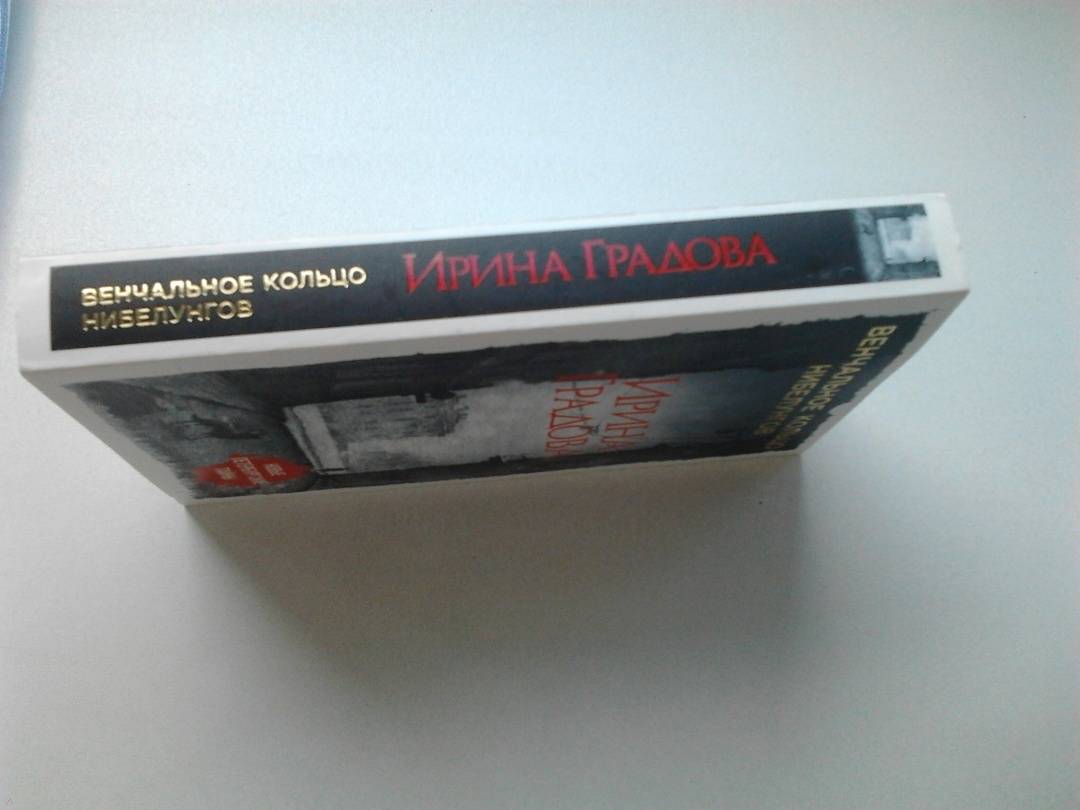 ВЕНЧАЛЬНОЕ КОЛЬЦО
НИБЕЛУНГОВ
ИРИНА ГРАДОВА
ВЕНЧАЛЬНОЕ КОЛЬЦО
НИБЕЛУНГОВ
ИРИНА
ГРАДОВА